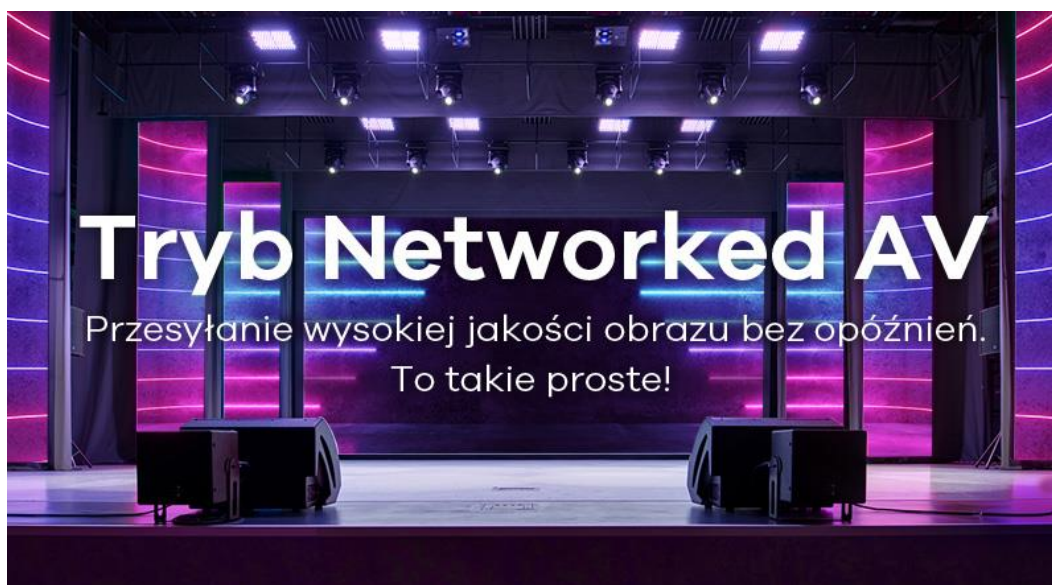 Tryb Networked AV
Przesyłanie wysokiej jakości obrazu bez opóźnień.
To takie proste!